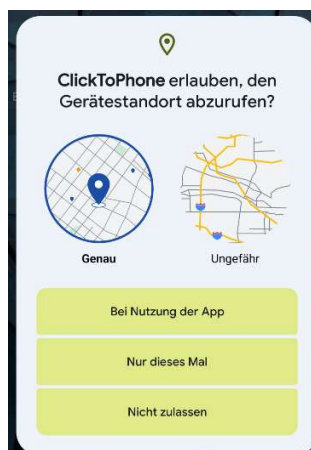 ClickToPhone erlauben, den
Gerätestandort abzurufen?
Genau
Ungefähr
Bei Nutzung der App
Nur dieses Mal
Nicht zulassen